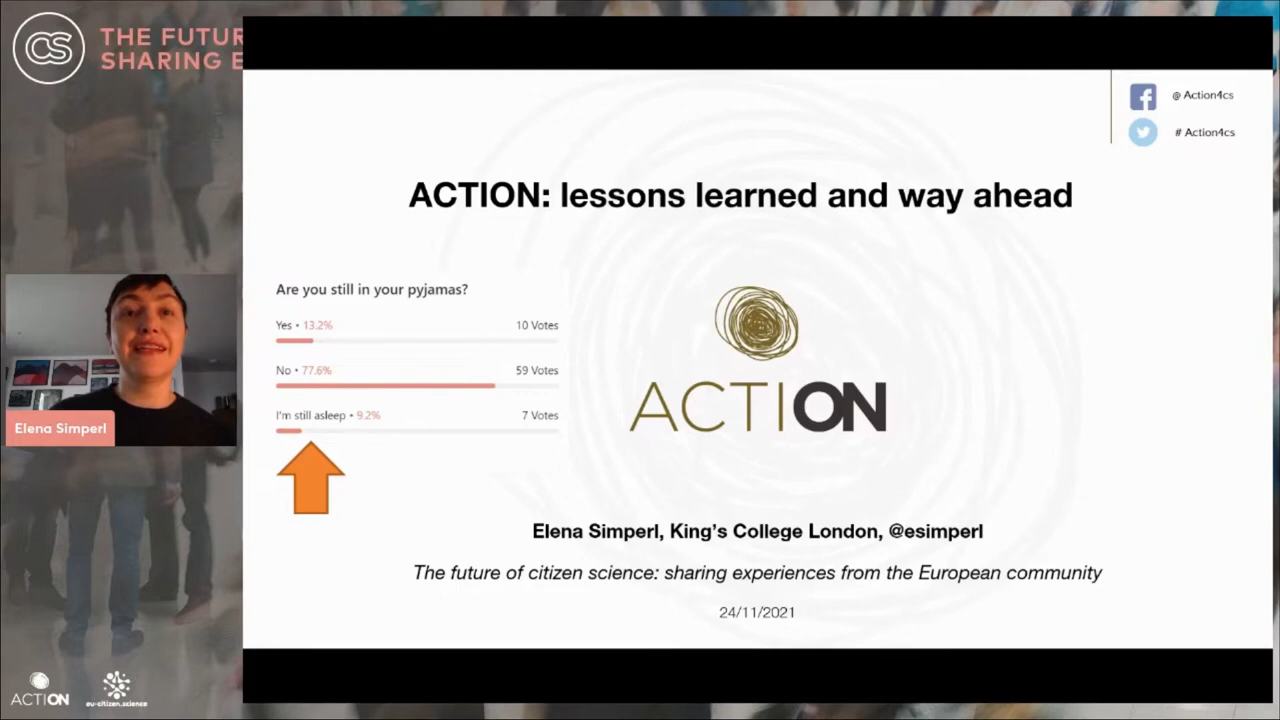 CS
THE FUTUR
SHARING E
@ Action4cs
# Action4cs
ACTION: lessons learned and way ahead
Are you still in your pyjamas?
Yes • 13.2% 10 Votes
No • 77.6% 59 Votes
I'm still asleep • 9.2% 7 Votes
ACTION
Elena Simperl
Elena Simperl, King's College London, @esimperl
The future of citizen science: sharing experiences from the European community
24/11/2021
ACTION
eu-citizen.science